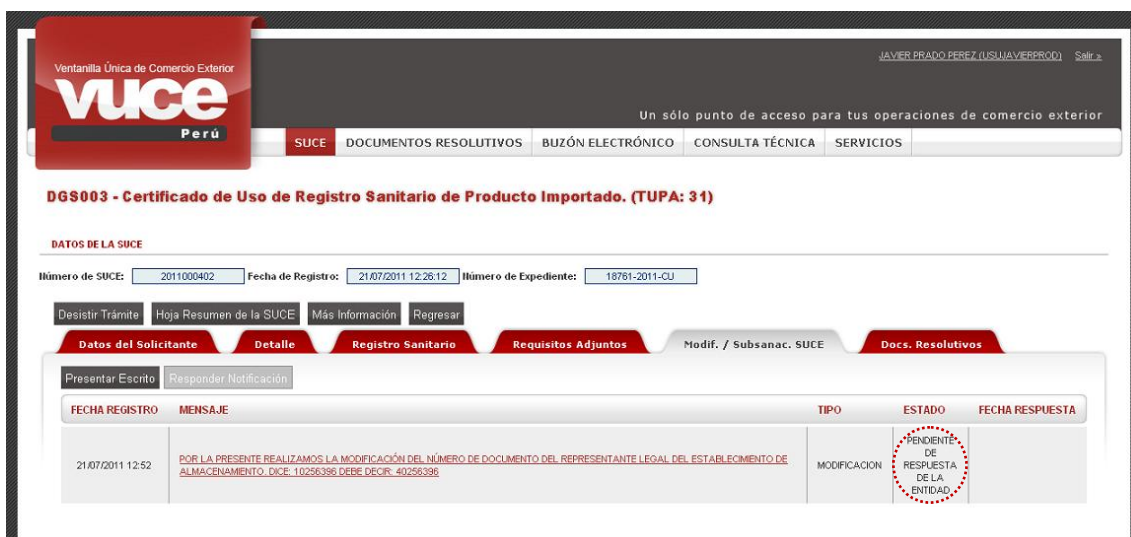 JAVIER PRADO PEREZ (USUJAVIERPROD) Salir »
Ventanilla Única de Comercio Exterior
vuce
Perú
Un sólo punto de acceso para tus operaciones de comercio exterior
SUCE DOCUMENTOS RESOLUTIVOS BUZÓN ELECTRÓNICO CONSULTA TÉCNICA SERVICIOS
DGS003 - Certificado de Uso de Registro Sanitario de Producto Importado. (TUPA: 31)
DATOS DE LA SUCE
Número de SUCE: 2011000402 Fecha de Registro: 21/07/2011 12:26:12 Número de Expediente: 18761-2011-CU
Desistir Trámite Hoja Resumen de la SUCE Más Información Regresar
Datos del Solicitante Detalle Registro Sanitario Requisitos Adjuntos Modif. / Subsanac. SUCE Docs. Resolutivos
Presentar Escrito Responder Notificación
FECHA REGISTRO MENSAJE TIPO ESTADO FECHA RESPUESTA
21/07/2011 12:52
POR LA PRESENTE REALIZAMOS LA MODIFICACIÓN DEL NÚMERO DE DOCUMENTO DEL REPRESENTANTE LEGAL DEL ESTABLECIMIENTO DE
ALMACENAMIENTO. DICE: 10256396 DEBE DECIR: 40256396
MODIFICACION
PENDIENTE
DE
RESPUESTA
DE LA
ENTIDAD